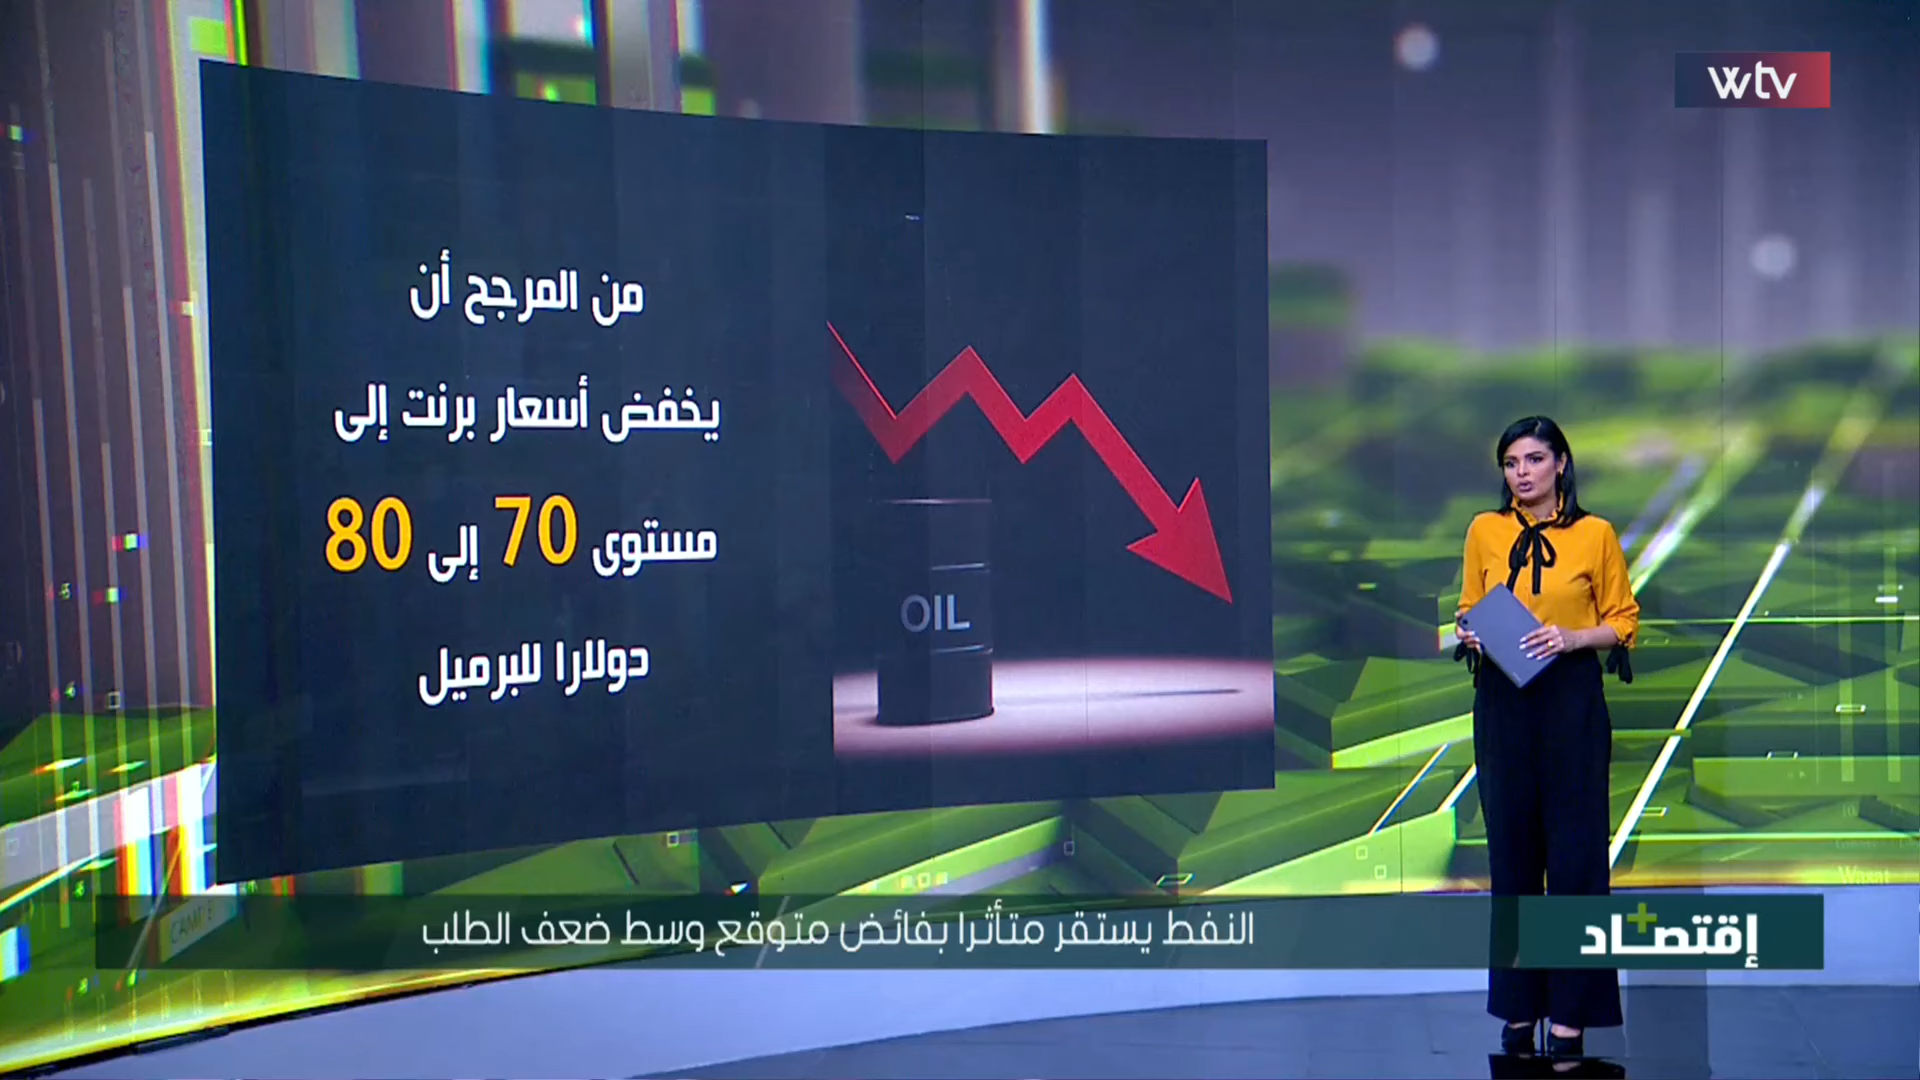 wtv
من المرجح أن
يخفض أسعار برنت إلى
مستوى 70 إلى 80
دولارا للبرميل
OIL
النفط يستقر متأثرا بفائض متوقع وسط ضعف الطلب
إقتصاد+